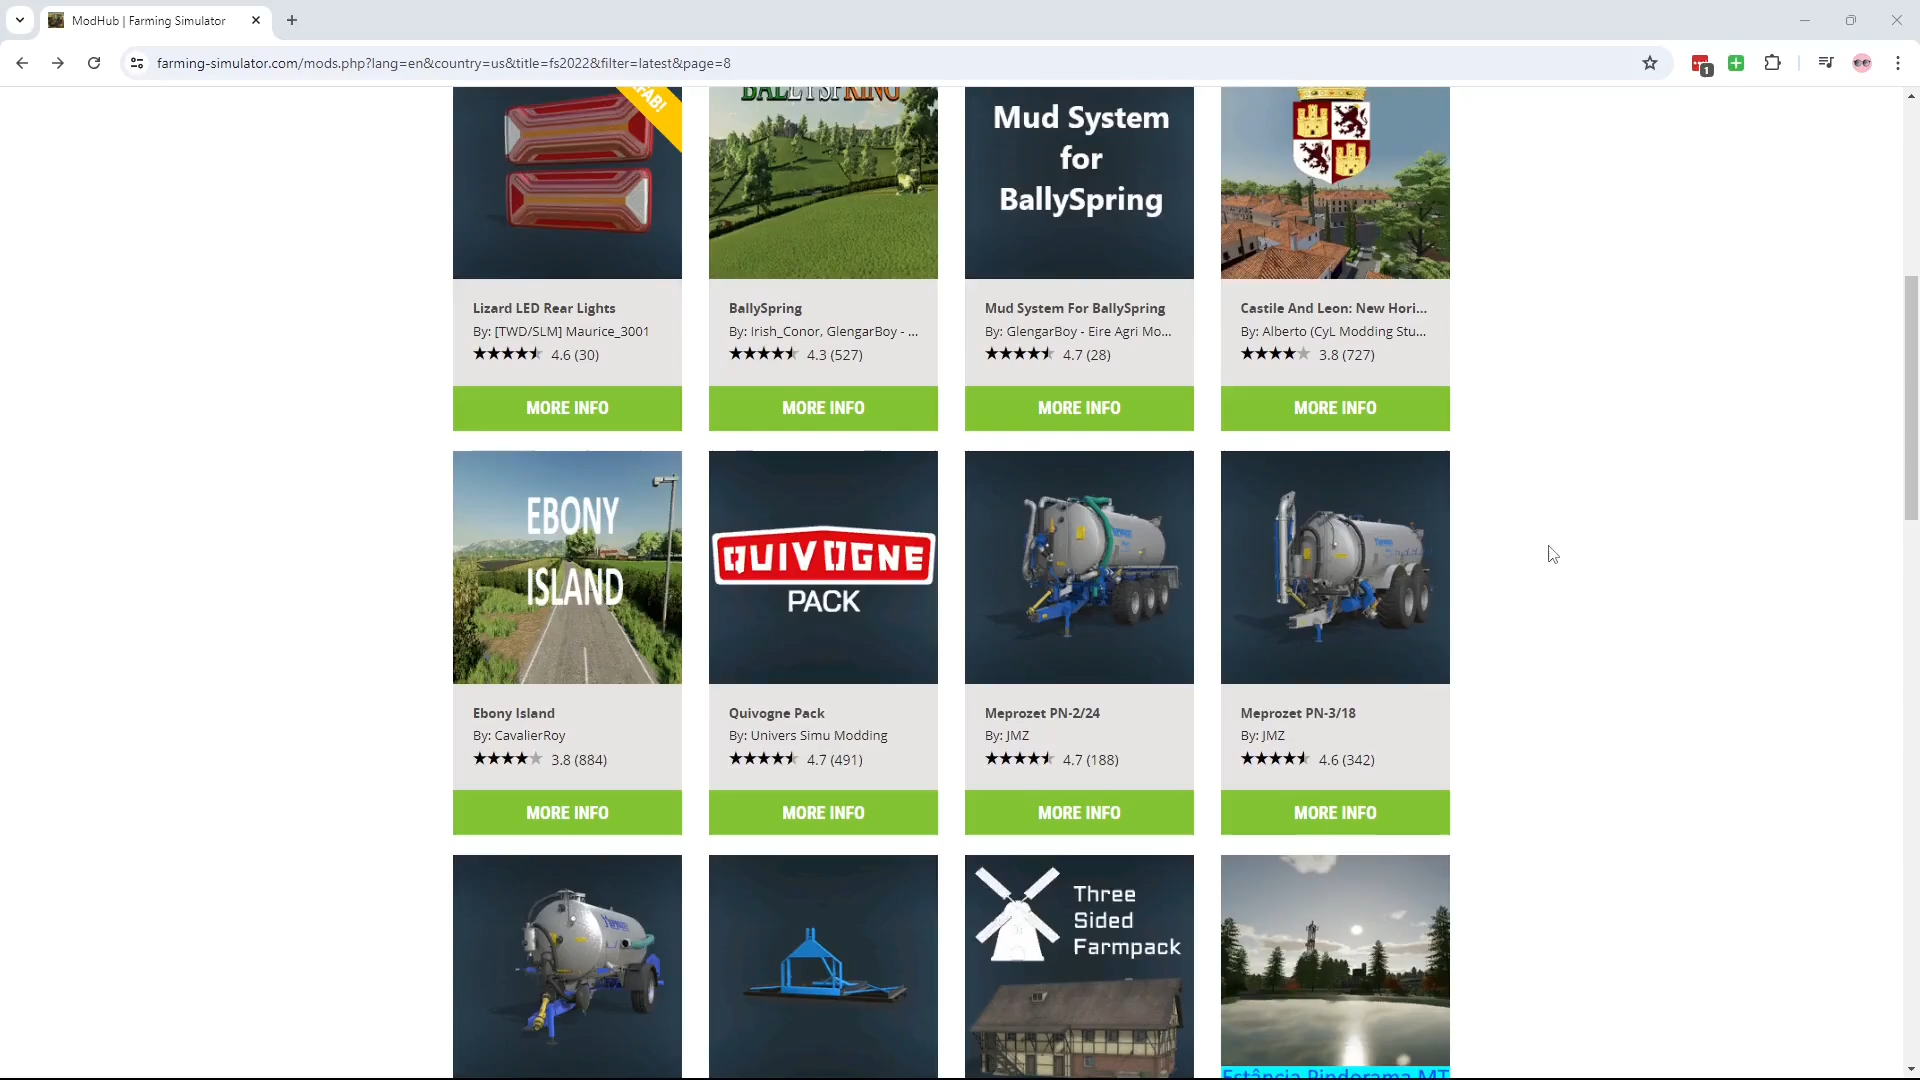 ModHub | Farming Simulator
farming-simulator.com/mods.php?lang=en&country=us&title=fs2022&filter=latest&page=8
1
BALLYSPRING
Mud System
for
BallySpring
Lizard LED Rear Lights
By: [TWD/SLM] Maurice_3001
4.6 (30)
MORE INFO
BallySpring
By: Irish_Conor, GlengarBoy - ...
4.3 (527)
MORE INFO
Mud System For BallySpring
By: GlengarBoy - Eire Agri Mo...
4.7 (28)
MORE INFO
Castile And Leon: New Hori...
By: Alberto (CyL Modding Stu...
3.8 (727)
MORE INFO
EBONY
ISLAND
QUIVOGNE
PACK
Ebony Island
By: CavalierRoy
3.8 (884)
MORE INFO
Quivogne Pack
By: Univers Simu Modding
4.7 (491)
MORE INFO
Meprozet PN-2/24
By: JMZ
4.7 (188)
MORE INFO
Meprozet PN-3/18
By: JMZ
4.6 (342)
MORE INFO
Three
Sided
Farmpack
Estância Pindorama MT